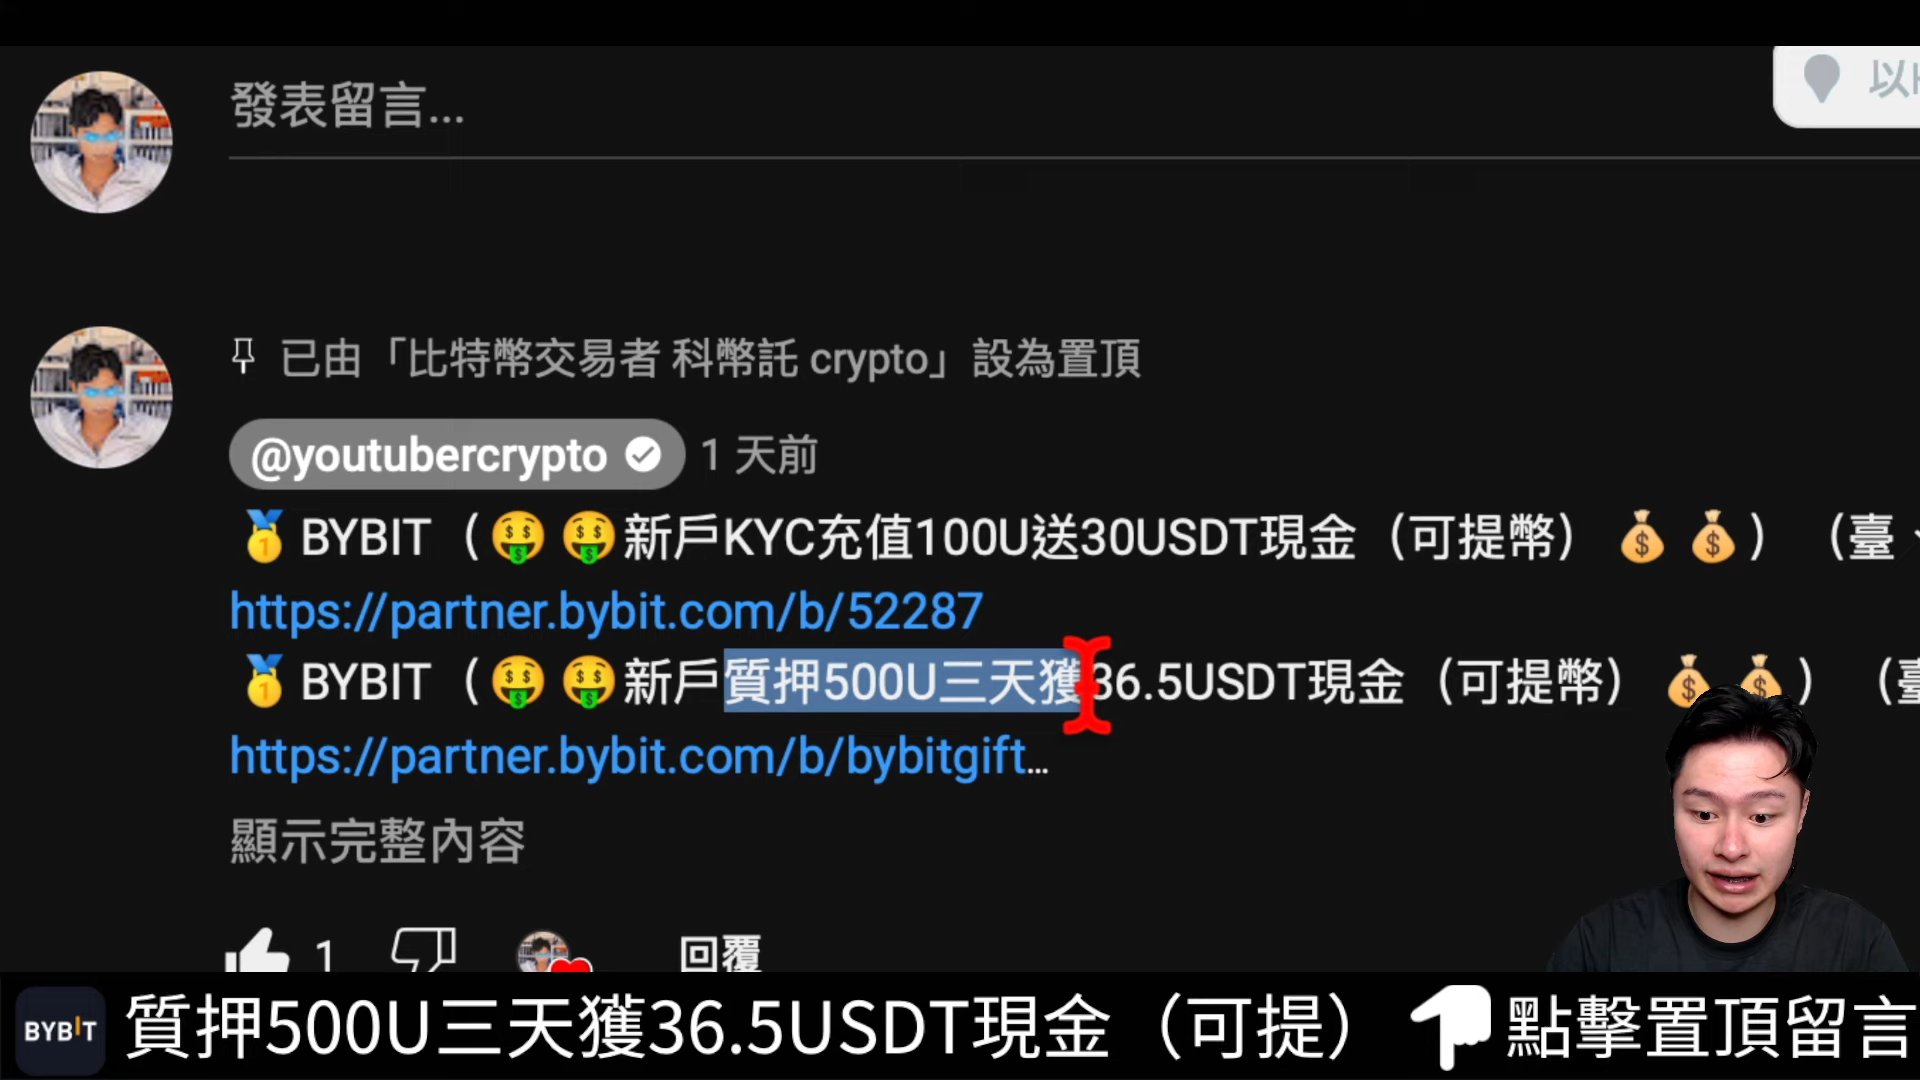 發表留言...
以
已由「比特幣交易者 科幣託 crypto」設為置頂
@youtubercrypto 1 天前
🥇 BYBIT（🤑🤑新戶KYC充值100U送30USDT現金（可提幣）💰💰）（臺
https://partner.bybit.com/b/52287
🥇 BYBIT（🤑🤑新戶質押500U三天獲36.5USDT現金（可提幣）💰💰）（臺
https://partner.bybit.com/b/bybitgift...
顯示完整內容
1 回覆
BYBIT 質押500U三天獲36.5USDT現金（可提）👇點擊置頂留言